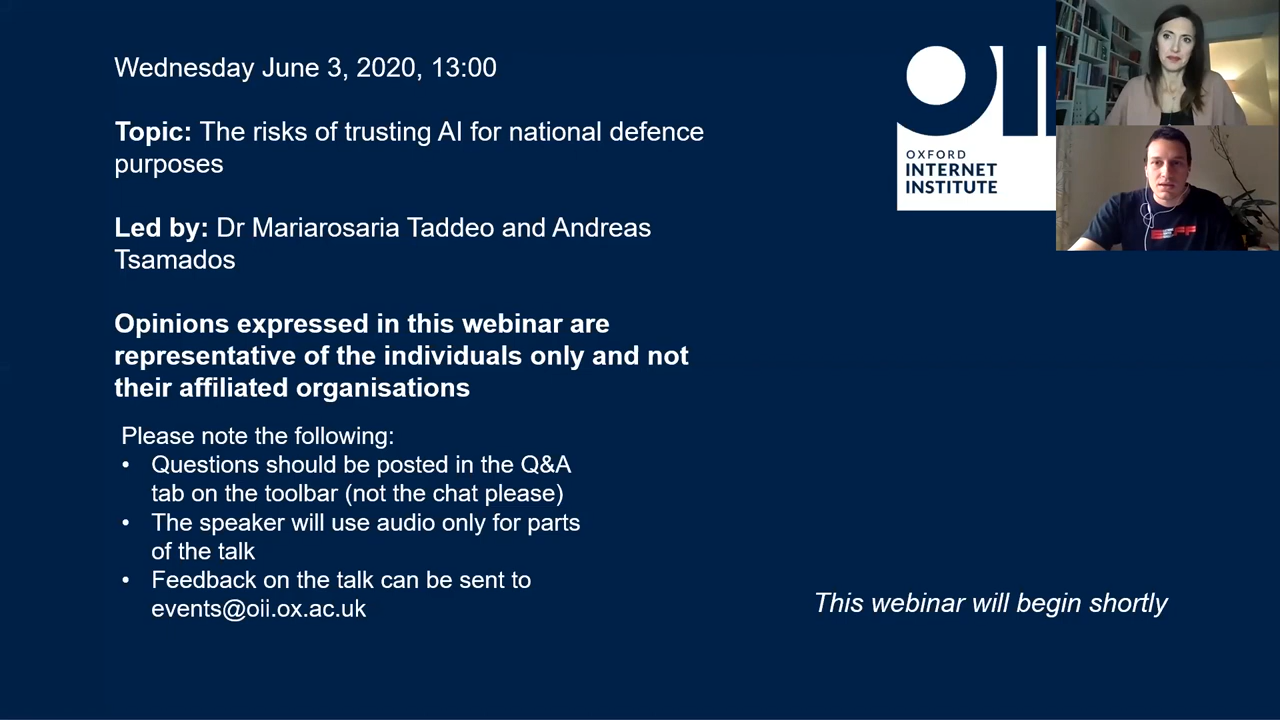 Wednesday June 3, 2020, 13:00
Topic: The risks of trusting AI for national defence
purposes
Led by: Dr Mariarosaria Taddeo and Andreas
Tsamados
Opinions expressed in this webinar are
representative of the individuals only and not
their affiliated organisations
Please note the following:
• Questions should be posted in the Q&A
tab on the toolbar (not the chat please)
• The speaker will use audio only for parts
of the talk
• Feedback on the talk can be sent to
events@oii.ox.ac.uk
OXFORD
INTERNET
INSTITUTE
This webinar will begin shortly